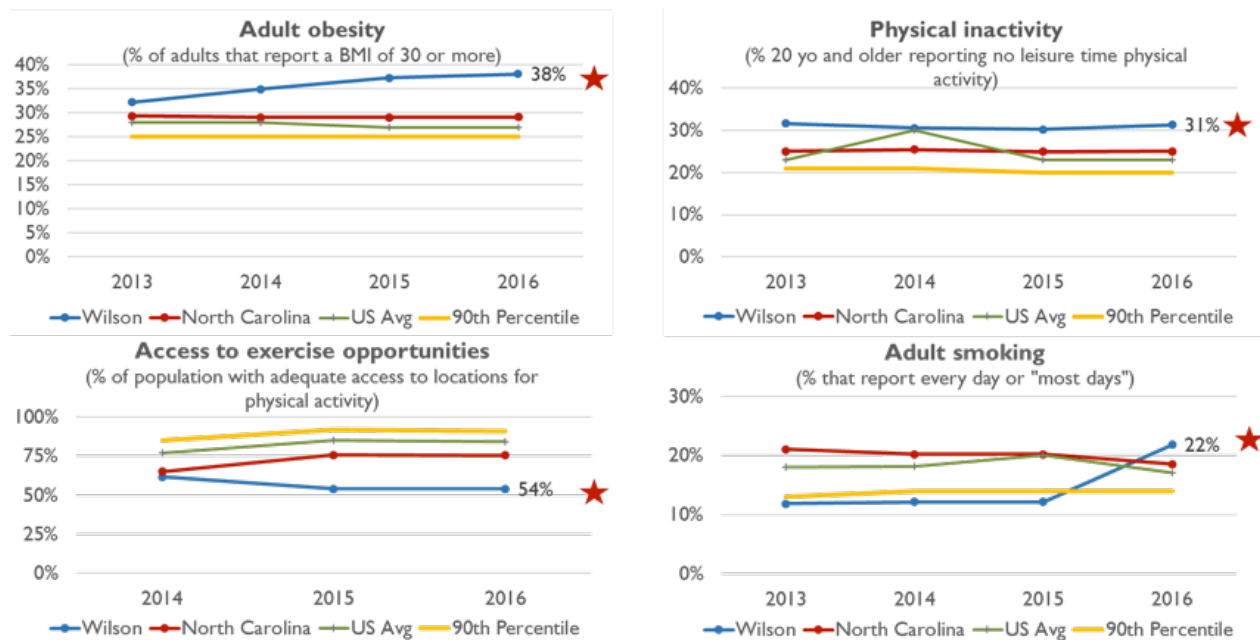 Adult obesity
(% of adults that report a BMI of 30 or more)
40%
35%
30%
25%
20%
15%
10%
5%
0%
38%
2013 2014 2015 2016
Wilson North Carolina US Avg 90th Percentile
Physical inactivity
(% 20 yo and older reporting no leisure time physical
activity)
40%
30%
20%
10%
0%
31%
2013 2014 2015 2016
Wilson North Carolina US Avg 90th Percentile
Access to exercise opportunities
(% of population with adequate access to locations for
physical activity)
100%
75%
50%
25%
0%
54%
2014 2015 2016
Wilson North Carolina US Avg 90th Percentile
Adult smoking
(% that report every day or "most days")
30%
20%
10%
0%
22%
2013 2014 2015 2016
Wilson North Carolina US Avg 90th Percentile